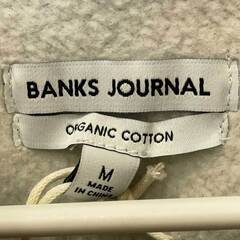 BANKS JOURNAL
ORGANIC COTTON
M
MADE
IN CHINA